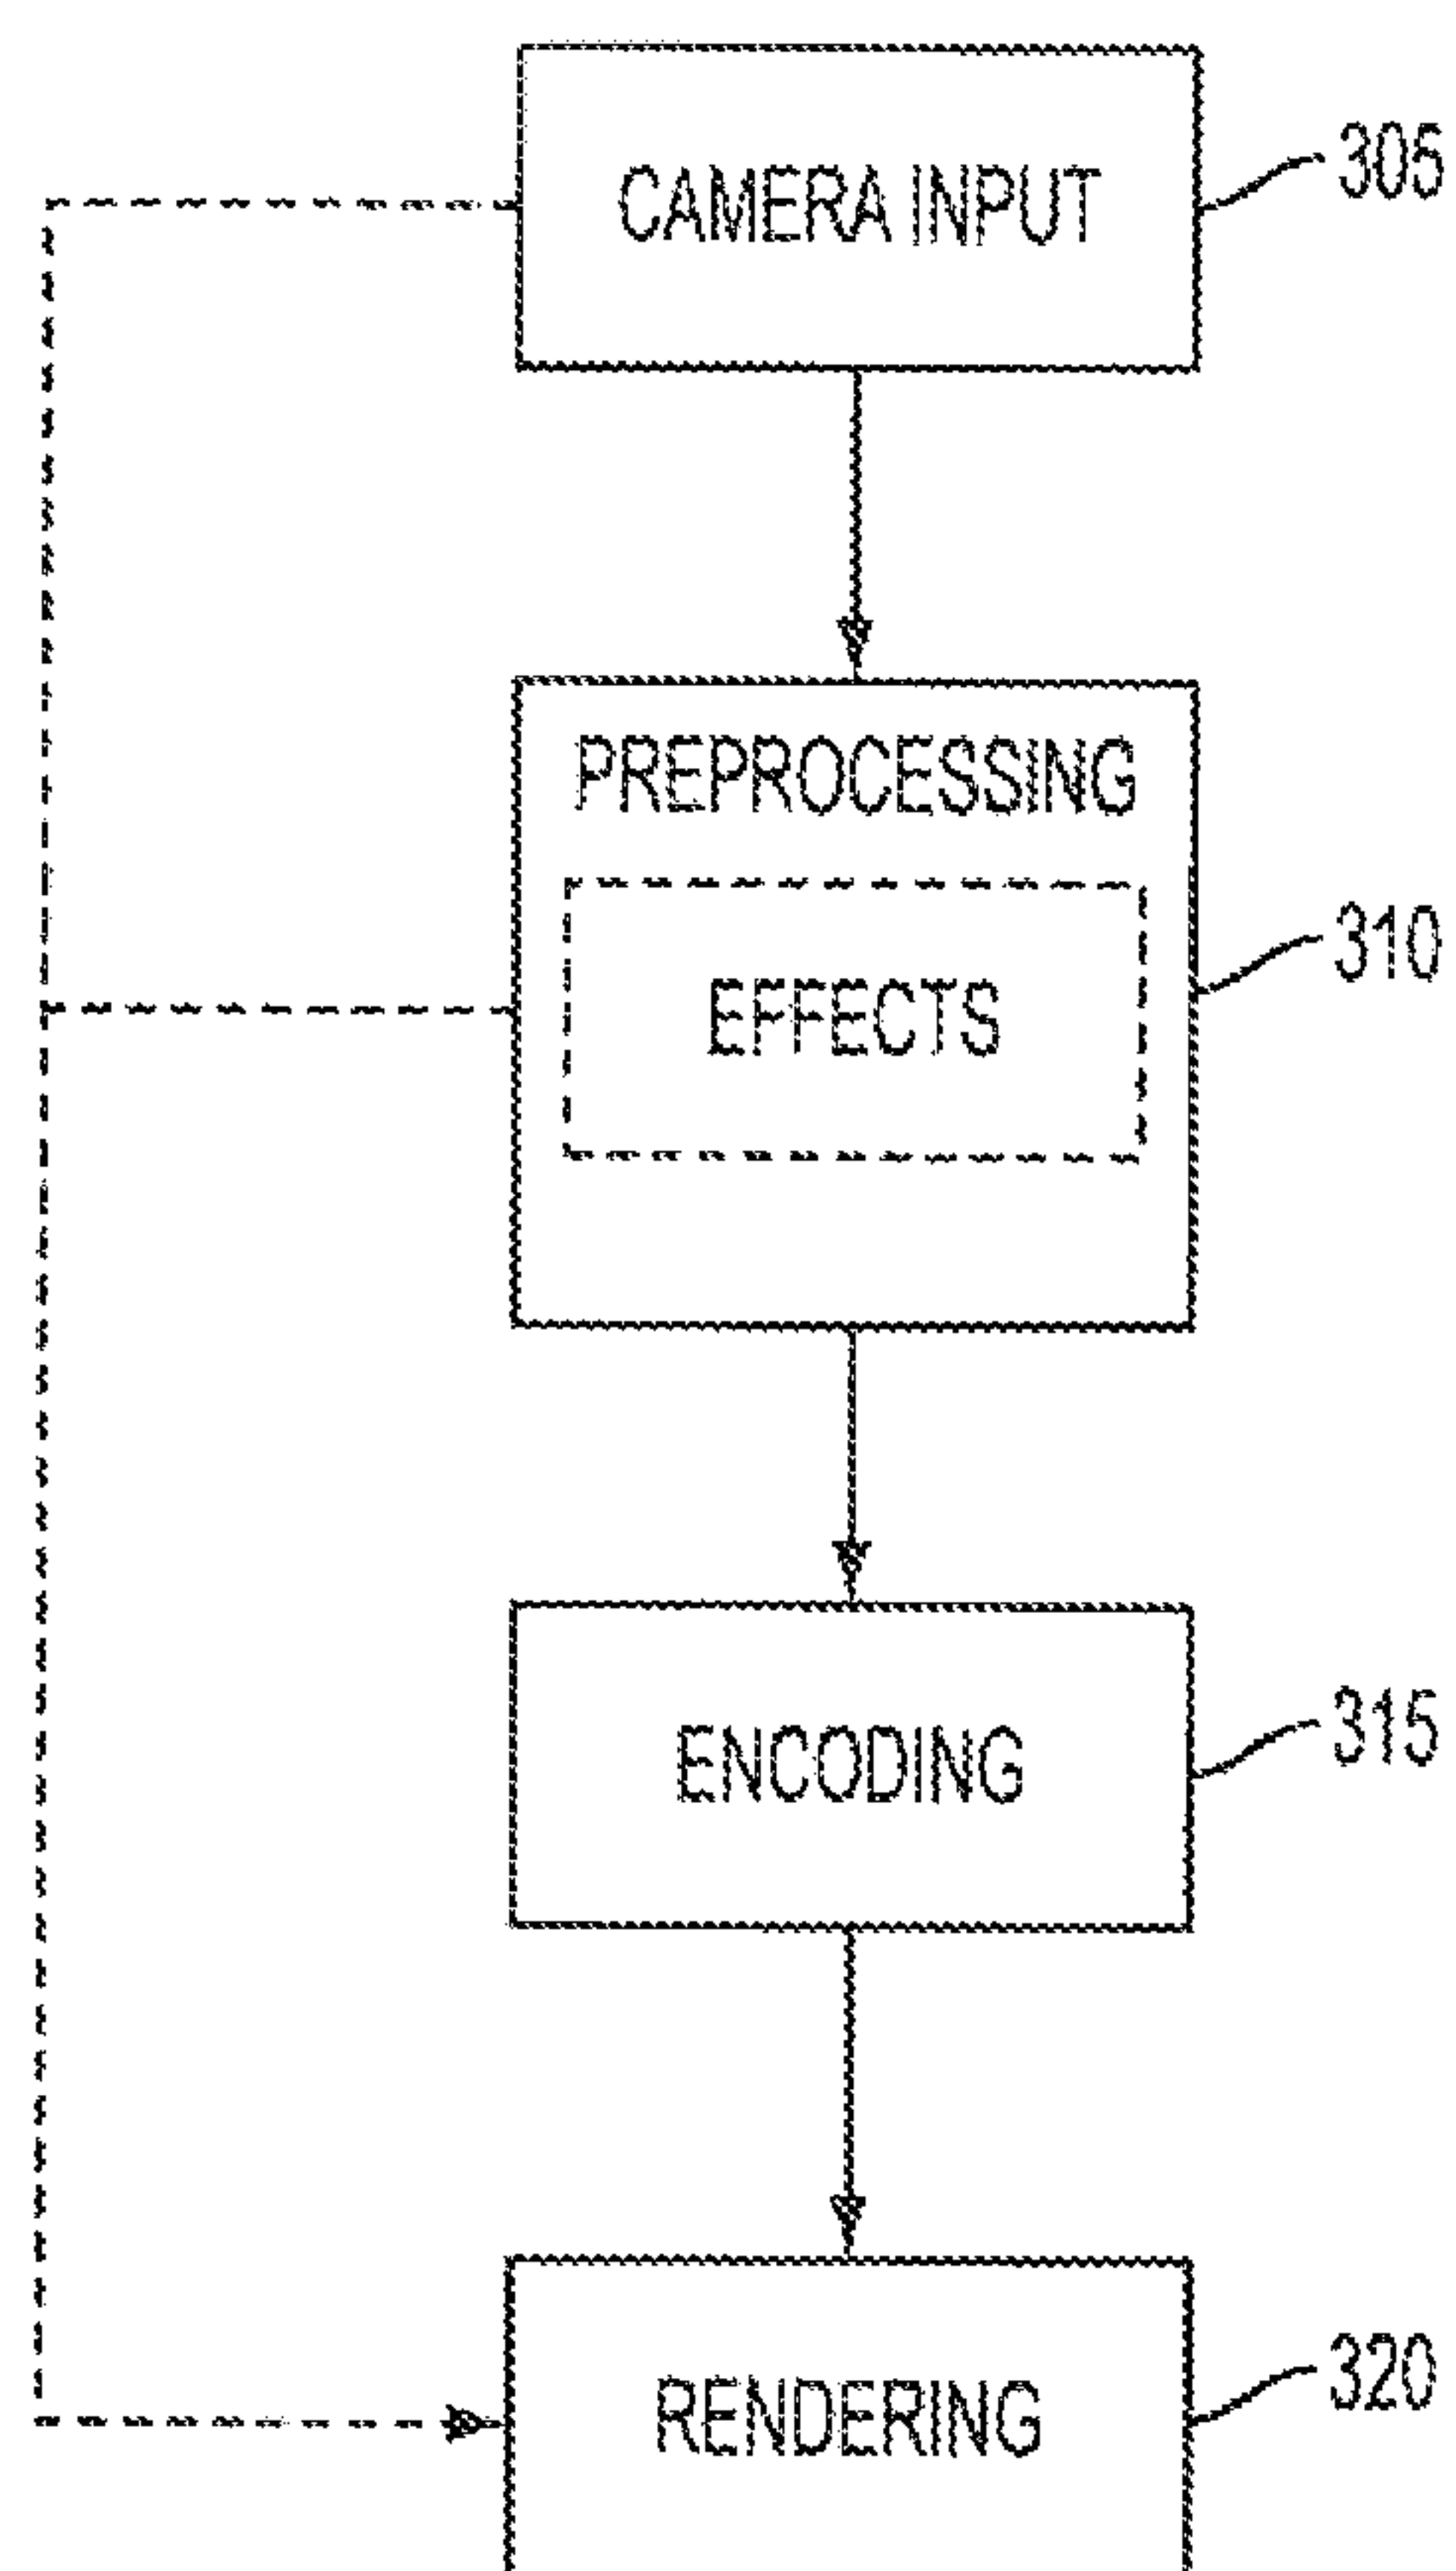 CAMERA INPUT
305
PREPROCESSING
EFFECTS
310
ENCODING
315
RENDERING
320